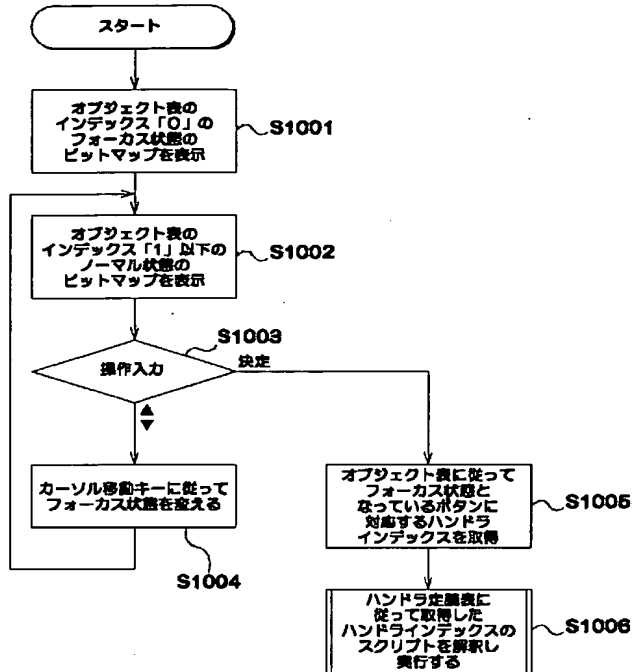 スタート
オブジェクト表の
インデックス「0」の
フォーカス状態の
ビットマップを表示
S1001
オブジェクト表の
インデックス「1」以下の
ノーマル状態の
ビットマップを表示
S1002
S1003
操作入力
決定
▲
▼
カーソル移動キーに従って
フォーカス状態を変える
S1004
オブジェクト表に従って
フォーカス状態と
なっているボタンに
対応するハンドラ
インデックスを取得
S1005
ハンドラ定義表に
従って取得した
ハンドラインデックスの
スクリプトを解釈し
実行する
S1006